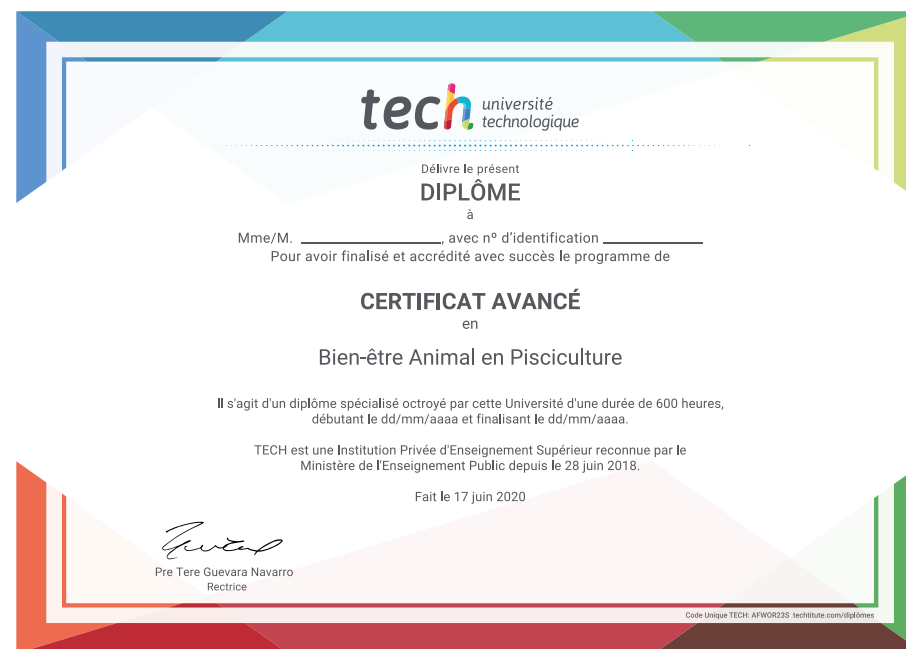 tech université
technologique
Délivre le présent
DIPLÔME
à
Mme/M. ____________________, avec nº d'identification ______________
Pour avoir finalisé et accrédité avec succès le programme de
CERTIFICAT AVANCÉ
en
Bien-être Animal en Pisciculture
Il s'agit d'un diplôme spécialisé octroyé par cette Université d'une durée de 600 heures,
débutant le dd/mm/aaaa et finalisant le dd/mm/aaaa.
TECH est une Institution Privée d'Enseignement Supérieur reconnue par le
Ministère de l'Enseignement Public depuis le 28 juin 2018.
Fait le 17 juin 2020
Pre Tere Guevara Navarro
Rectrice
Code Unique TECH: AFWOR23S techtitute.com/diplômes